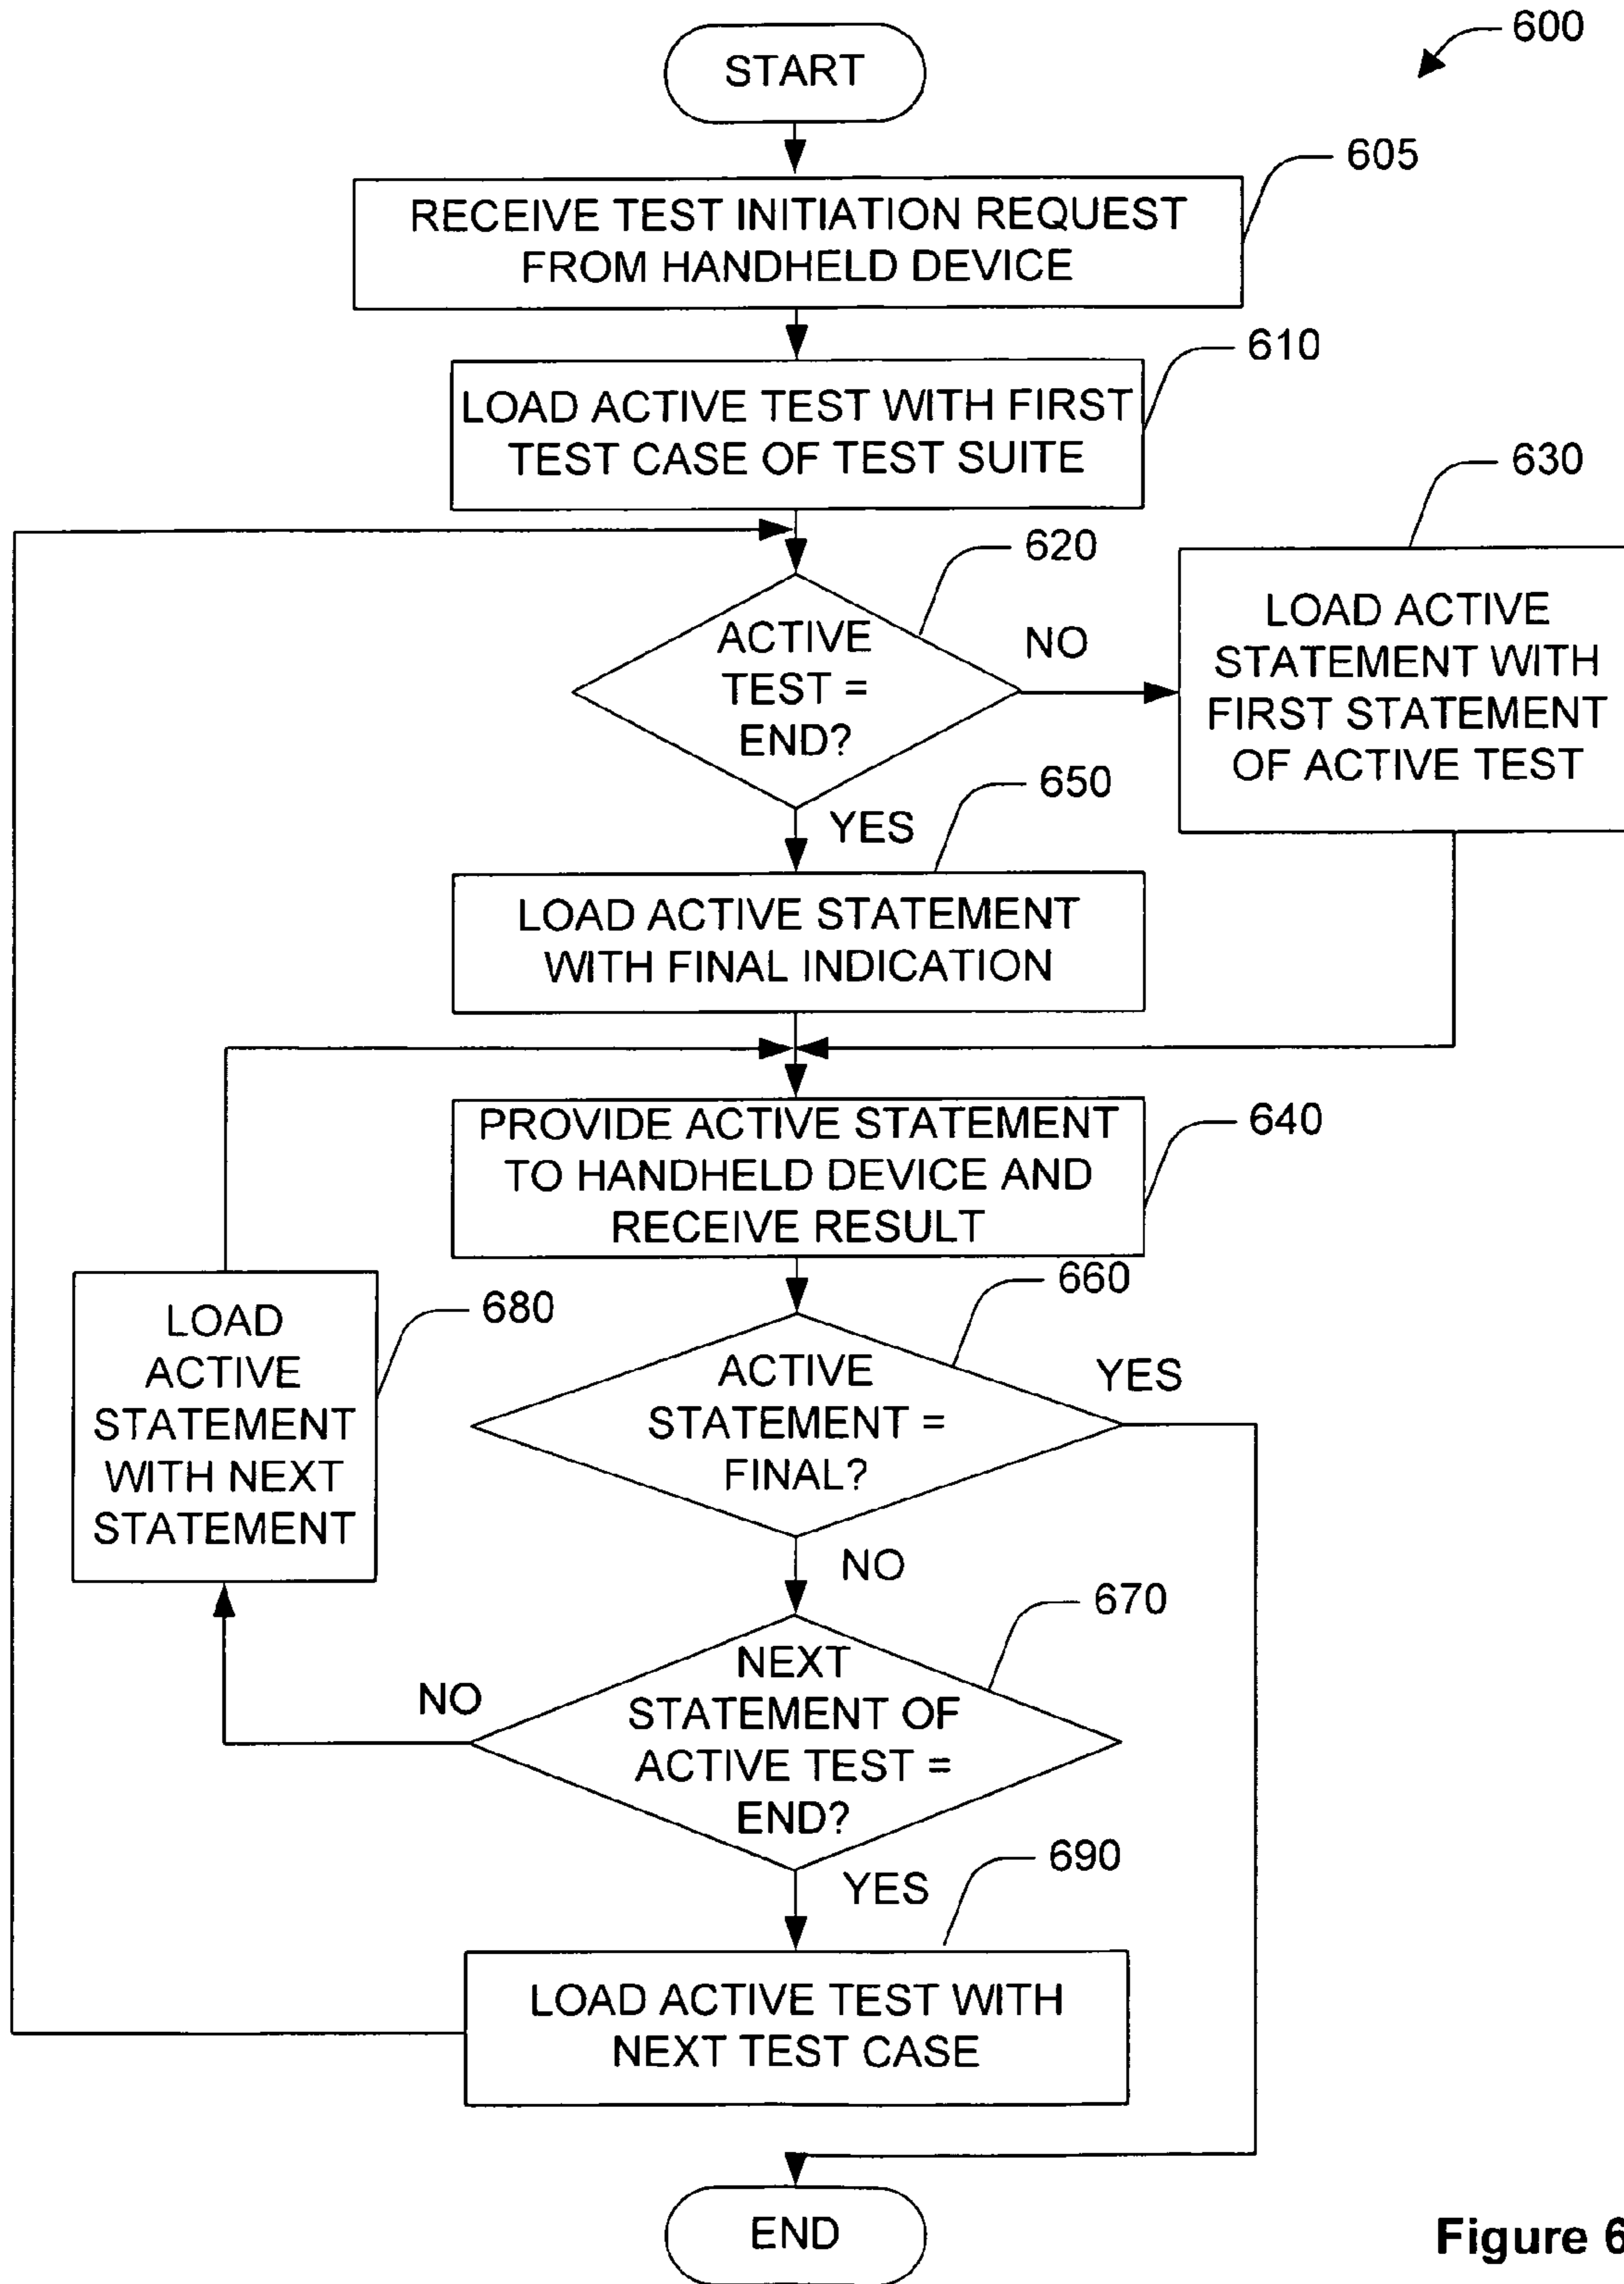 600
START
605
RECEIVE TEST INITIATION REQUEST
FROM HANDHELD DEVICE
610
LOAD ACTIVE TEST WITH FIRST
TEST CASE OF TEST SUITE
630
620
ACTIVE
TEST =
END?
NO
LOAD ACTIVE
STATEMENT WITH
FIRST STATEMENT
OF ACTIVE TEST
650
YES
LOAD ACTIVE STATEMENT
WITH FINAL INDICATION
640
PROVIDE ACTIVE STATEMENT
TO HANDHELD DEVICE AND
RECEIVE RESULT
660
680
LOAD
ACTIVE
STATEMENT
WITH NEXT
STATEMENT
ACTIVE
STATEMENT =
FINAL?
YES
NO
670
NEXT
STATEMENT OF
ACTIVE TEST =
END?
NO
690
YES
LOAD ACTIVE TEST WITH
NEXT TEST CASE
END
Figure 6